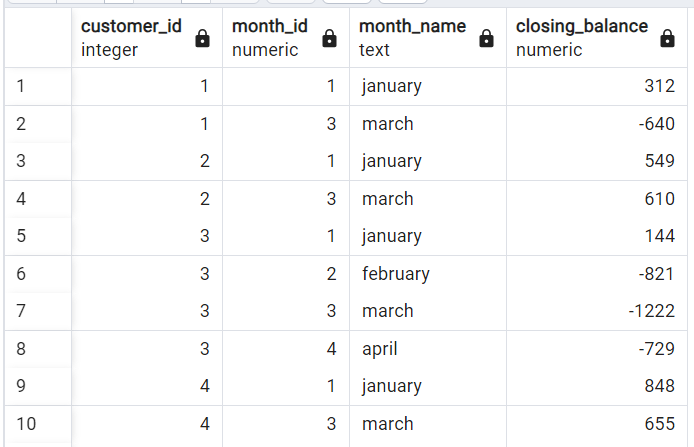 customer_id month_id month_name closing_balance
integer numeric text numeric
1 1 1 january 312
2 1 3 march -640
3 2 1 january 549
4 2 3 march 610
5 3 1 january 144
6 3 2 february -821
7 3 3 march -1222
8 3 4 april -729
9 4 1 january 848
10 4 3 march 655